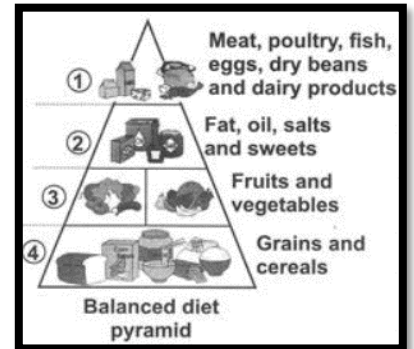 ① Meat, poultry, fish,
eggs, dry beans
and dairy products
② Fat, oil, salts
and sweets
③ Fruits and
vegetables
④ Grains and
cereals
Balanced diet
pyramid